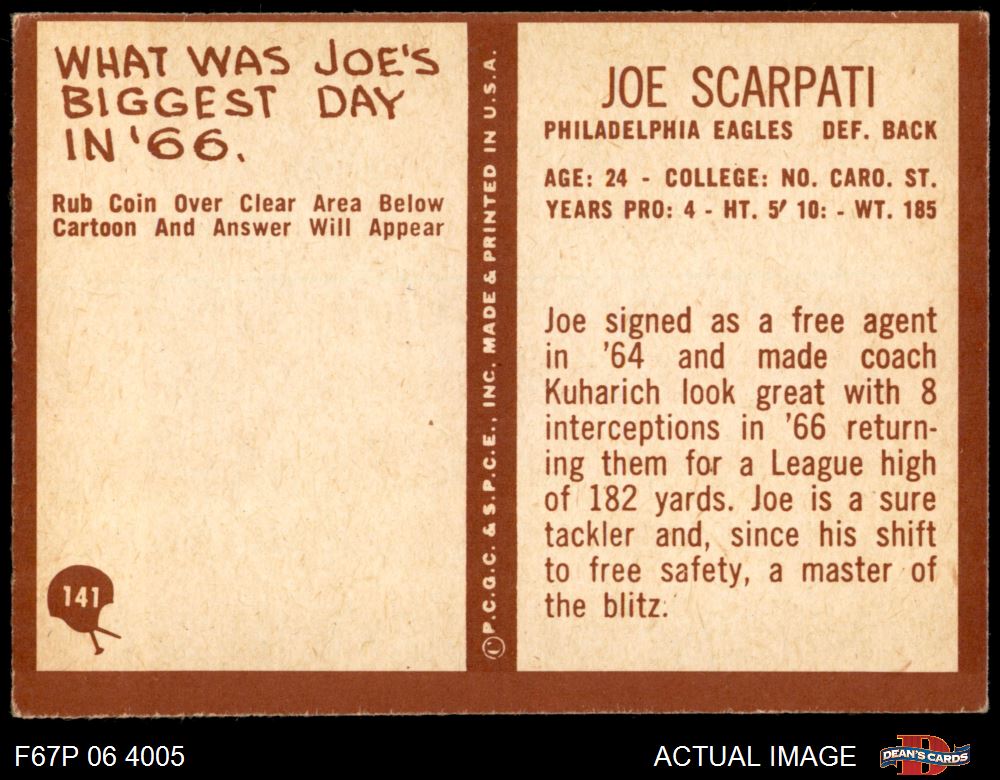 WHAT WAS JOE'S
BIGGEST DAY
IN '66.
Rub Coin Over Clear Area Below
Cartoon And Answer Will Appear
141
© P.C.G.C. & S.P.C.E., INC. MADE & PRINTED IN U.S.A.
JOE SCARPATI
PHILADELPHIA EAGLES DEF. BACK
AGE: 24 - COLLEGE: NO. CARO. ST.
YEARS PRO: 4 - HT. 5' 10: - WT. 185
Joe signed as a free agent
in '64 and made coach
Kuharich look great with 8
interceptions in '66 return-
ing them for a League high
of 182 yards. Joe is a sure
tackler and, since his shift
to free safety, a master of
the blitz.
F67P 06 4005
ACTUAL IMAGE
D
DEAN'S CARDS